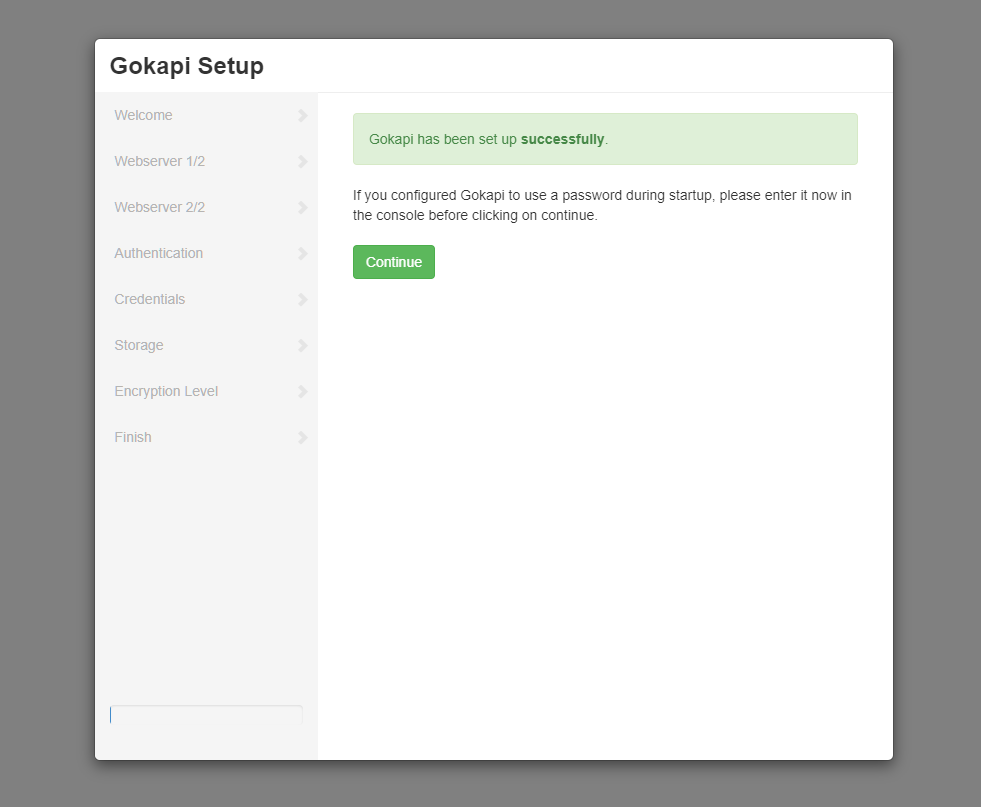 Gokapi Setup
Welcome
Webserver 1/2
Webserver 2/2
Authentication
Credentials
Storage
Encryption Level
Finish
Gokapi has been set up successfully.
If you configured Gokapi to use a password during startup, please enter it now in
the console before clicking on continue.
Continue